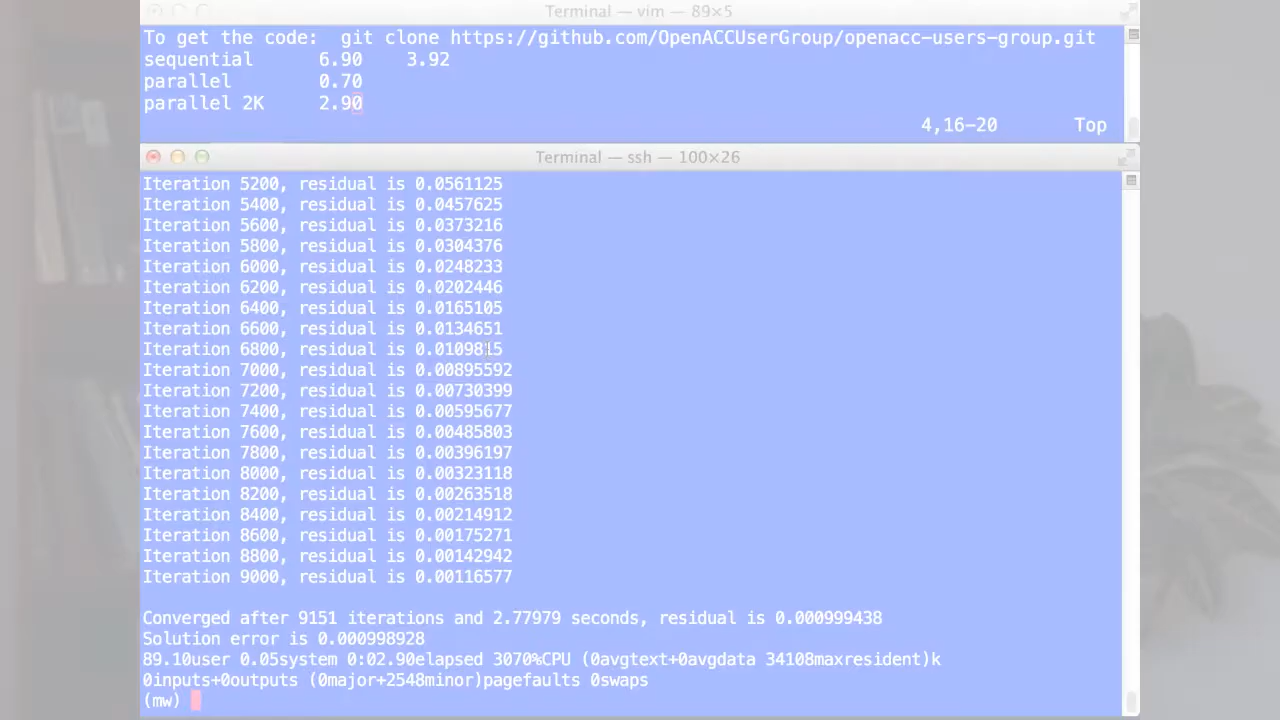 Terminal — vim — 89×5
To get the code:  git clone https://github.com/OpenACCUserGroup/openacc-users-group.git
sequential      6.90    3.92
parallel        0.70
parallel 2K     2.90
4,16-20       Top
Terminal — ssh — 100×26
Iteration 5200, residual is 0.0561125
Iteration 5400, residual is 0.0457625
Iteration 5600, residual is 0.0373216
Iteration 5800, residual is 0.0304376
Iteration 6000, residual is 0.0248233
Iteration 6200, residual is 0.0202446
Iteration 6400, residual is 0.0165105
Iteration 6600, residual is 0.0134651
Iteration 6800, residual is 0.0109815
Iteration 7000, residual is 0.00895592
Iteration 7200, residual is 0.00730399
Iteration 7400, residual is 0.00595677
Iteration 7600, residual is 0.00485803
Iteration 7800, residual is 0.00396197
Iteration 8000, residual is 0.00323118
Iteration 8200, residual is 0.00263518
Iteration 8400, residual is 0.00214912
Iteration 8600, residual is 0.00175271
Iteration 8800, residual is 0.00142942
Iteration 9000, residual is 0.00116577
Converged after 9151 iterations and 2.77979 seconds, residual is 0.000999438
Solution error is 0.000998928
89.10user 0.05system 0:02.90elapsed 3070%CPU (0avgtext+0avgdata 34108maxresident)k
0inputs+0outputs (0major+2548minor)pagefaults 0swaps
(mw)